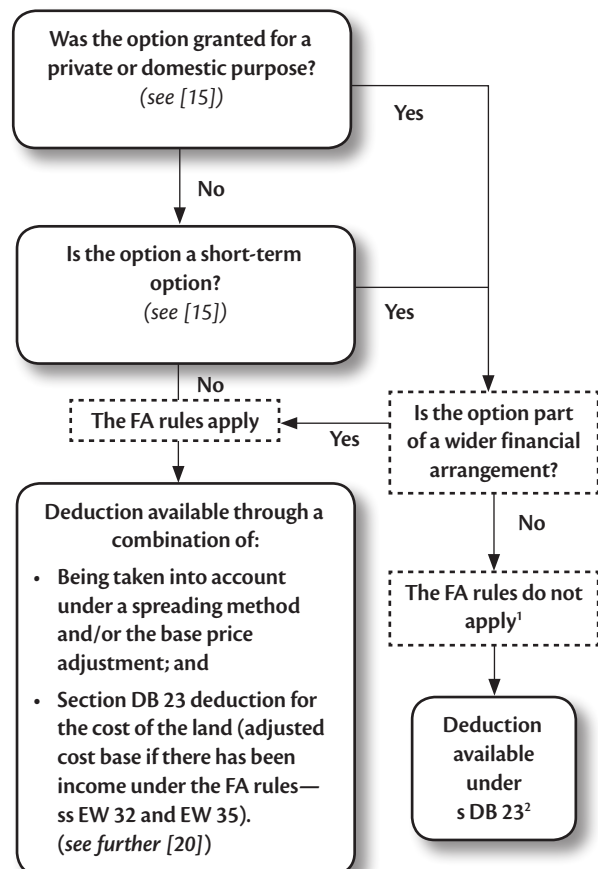 Was the option granted for a
private or domestic purpose?
(see [15])
Yes
No
Is the option a short-term
option?
(see [15])
Yes
No
The FA rules apply
Yes
Is the option part
of a wider financial
arrangement?
Deduction available through a
combination of:
• Being taken into account
under a spreading method
and/or the base price
adjustment; and
• Section DB 23 deduction for
the cost of the land (adjusted
cost base if there has been
income under the FA rules—
ss EW 32 and EW 35).
(see further [20])
No
The FA rules do not
apply¹
Deduction
available
under
s DB 23²